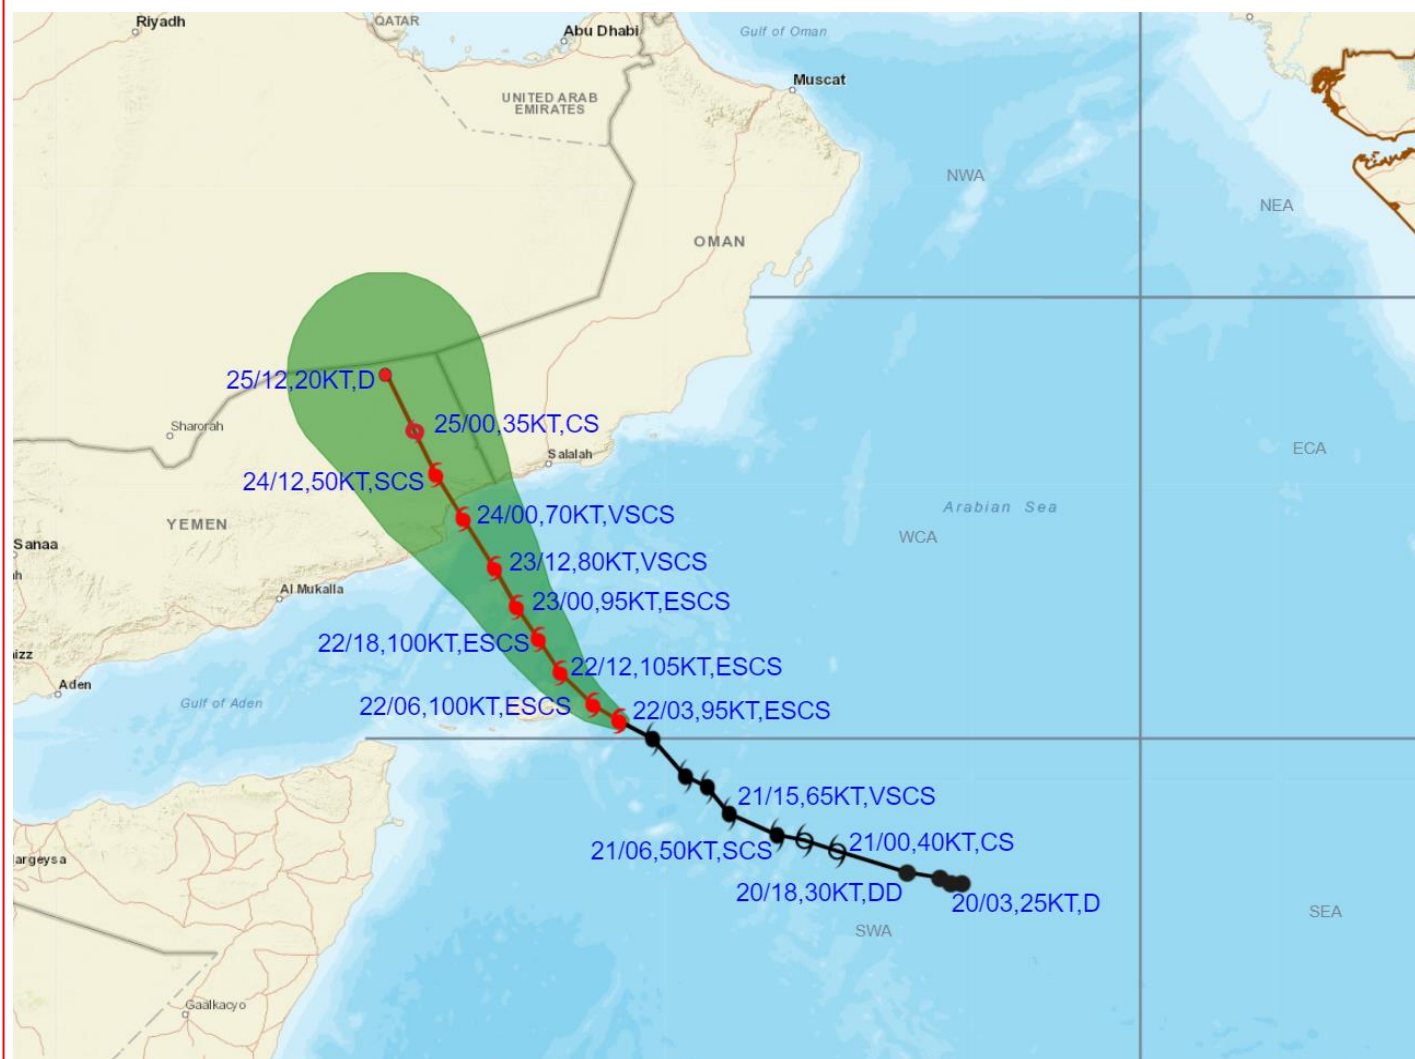 Riyadh
QATAR
Abu Dhabi
Gulf of Oman
Muscat
UNITED ARAB
EMIRATES
NWA
NEA
OMAN
25/12,20KT,D
25/00,35KT,CS
Sharorah
Salalah
ECA
24/12,50KT,SCS
Arabian Sea
YEMEN
24/00,70KT,VSCS
WCA
Sanaa
23/12,80KT,VSCS
Al Mukalla
23/00,95KT,ESCS
22/18,100KT,ESCS
izz
22/12,105KT,ESCS
Aden
Gulf of Aden
22/06,100KT,ESCS
22/03,95KT,ESCS
21/15,65KT,VSCS
21/06,50KT,SCS
21/00,40KT,CS
argeysa
20/18,30KT,DD
20/03,25KT,D
SEA
SWA
Gaalkacyo